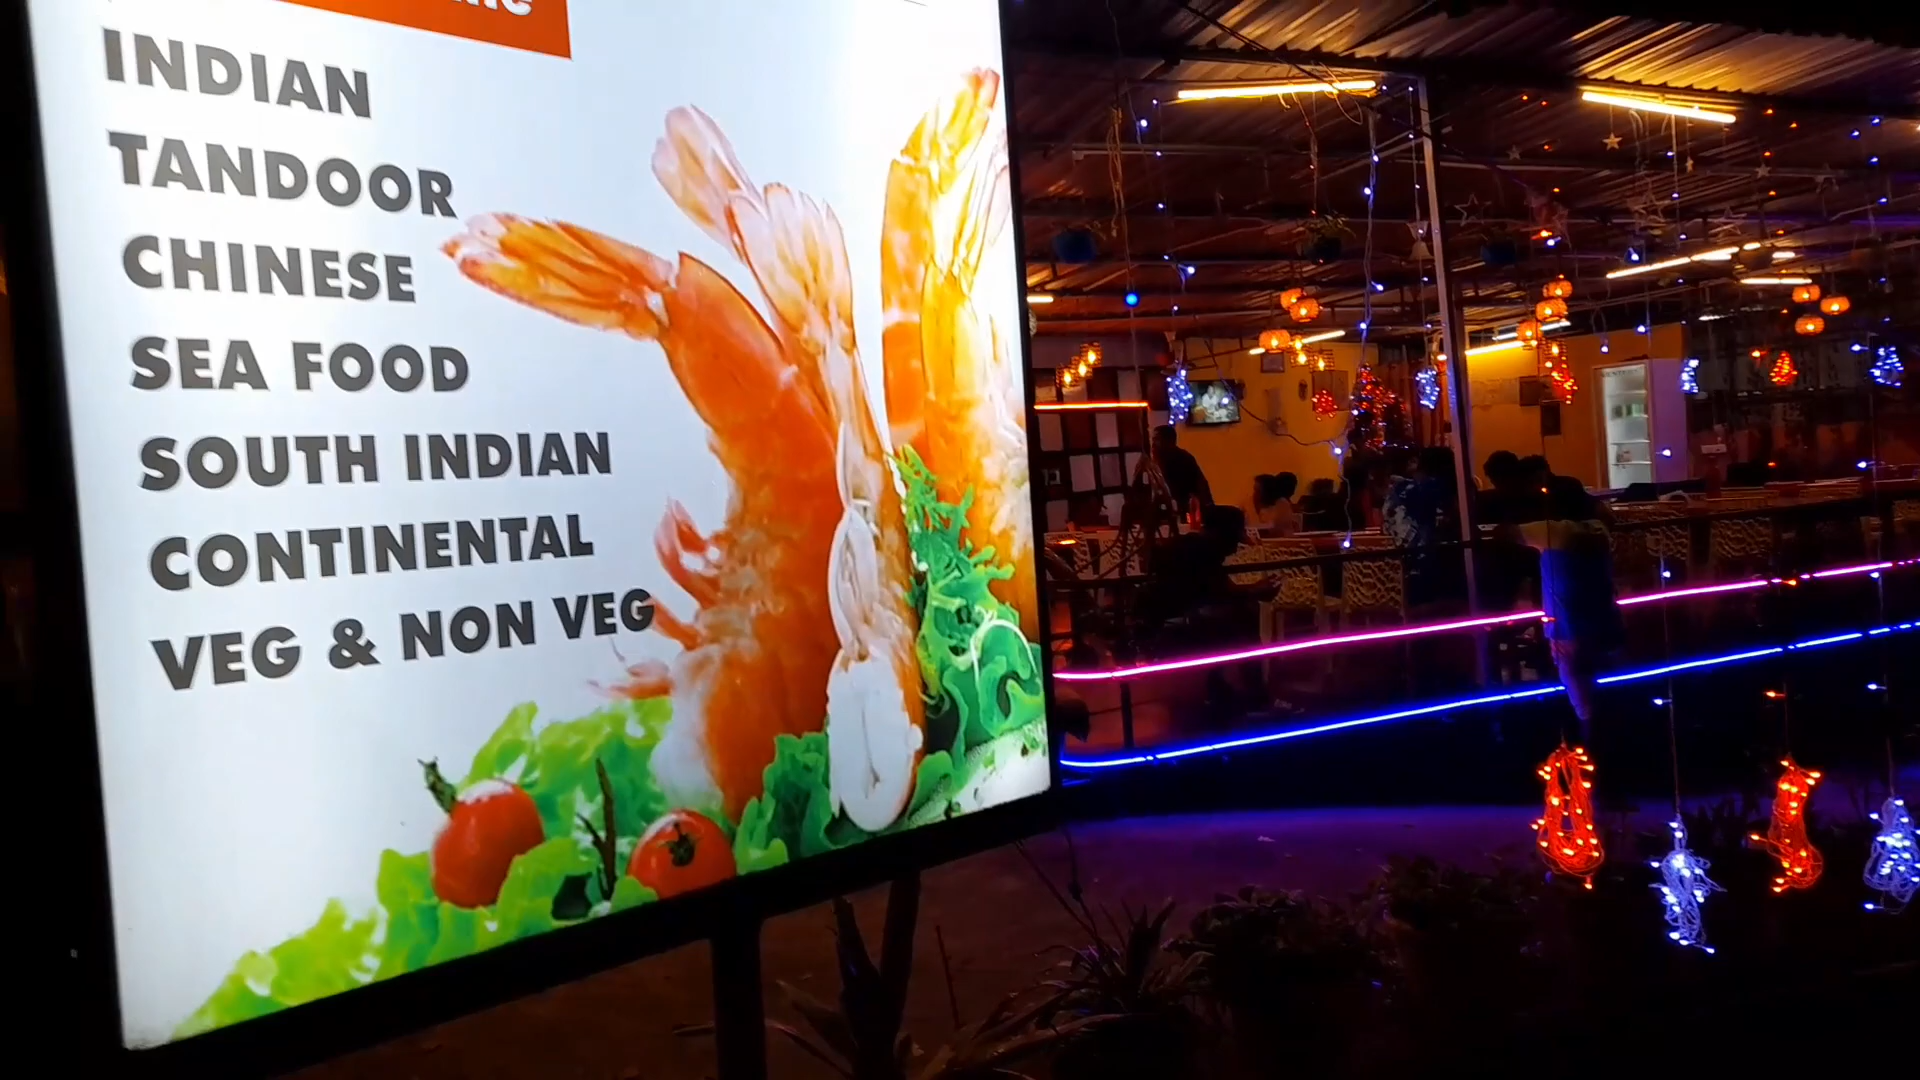 INDIAN
TANDOOR
CHINESE
SEA FOOD
SOUTH INDIAN
CONTINENTAL
VEG & NON VEG